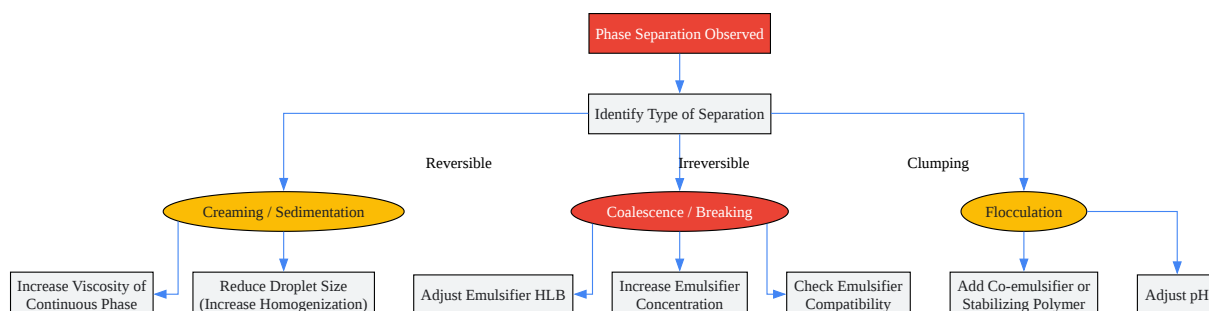 Phase Separation Observed
Identify Type of Separation
Reversible
Irreversible
Clumping
Creaming / Sedimentation
Coalescence / Breaking
Flocculation
Increase Viscosity of
Continuous Phase
Reduce Droplet Size
(Increase Homogenization)
Adjust Emulsifier HLB
Increase Emulsifier
Concentration
Check Emulsifier
Compatibility
Add Co-emulsifier or
Stabilizing Polymer
Adjust pH